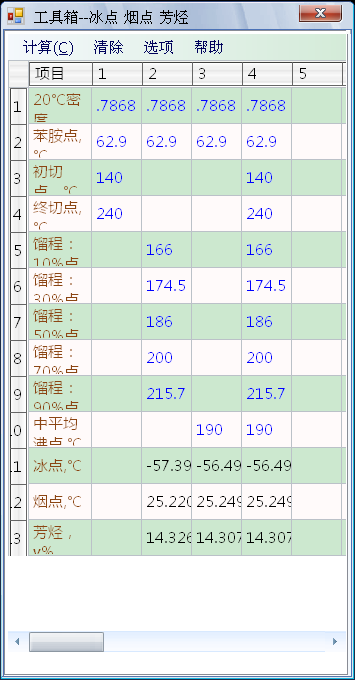 工具箱--冰点 烟点 芳烃
计算(C) 清除 选项 帮助
项目 1 2 3 4 5
1 20℃密度 .7868 .7868 .7868 .7868
2 苯胺点,℃ 62.9 62.9 62.9 62.9
3 初切点,℃ 140 140
4 终切点,℃ 240 240
5 馏程：10%点 166 166
6 馏程：30%点 174.5 174.5
7 馏程：50%点 186 186
8 馏程：70%点 200 200
9 馏程：90%点 215.7 215.7
10 中平均沸点,℃ 190 190
11 冰点,℃ -57.39 -56.49 -56.49
12 烟点,℃ 25.220 25.249 25.249
13 芳烃，v% 14.326 14.307 14.307